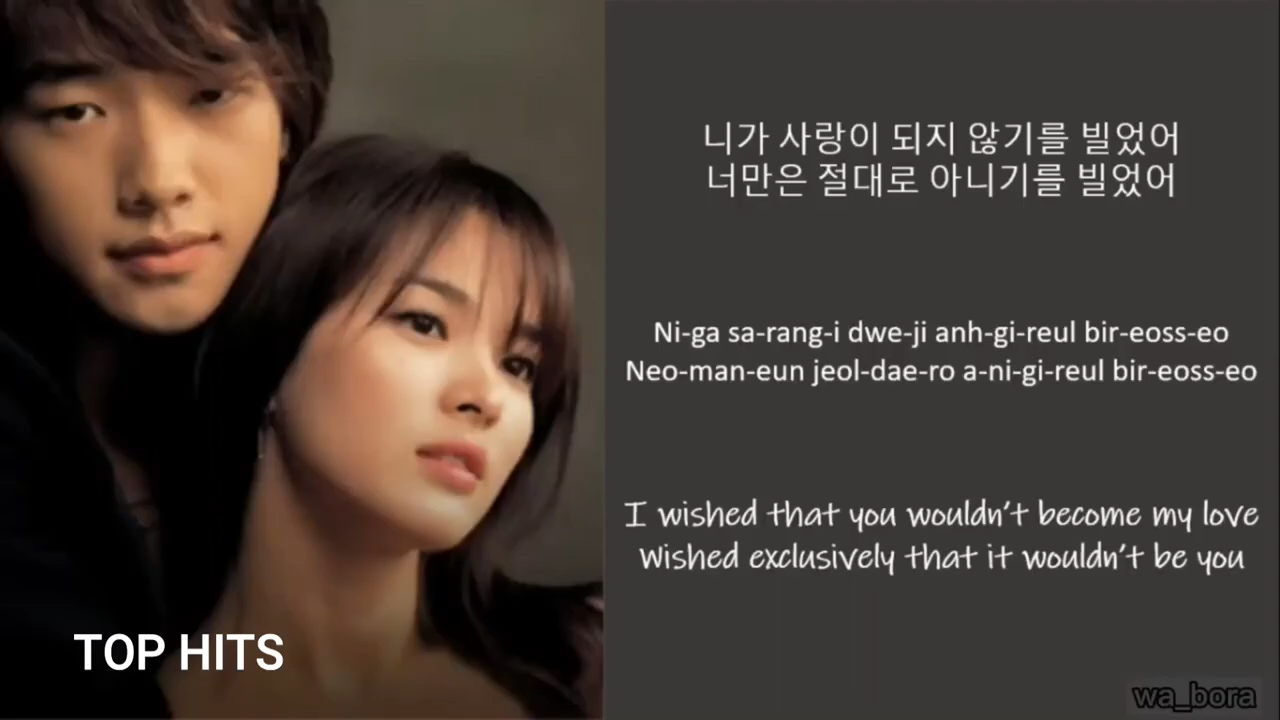 니가 사랑이 되지 않기를 빌었어
너만은 절대로 아니기를 빌었어
Ni-ga sa-rang-i dwe-ji anh-gi-reul bir-eoss-eo
Neo-man-eun jeol-dae-ro a-ni-gi-reul bir-eoss-eo
I wished that you wouldn't become my love
Wished exclusively that it wouldn't be you
TOP HITS
wa_bora